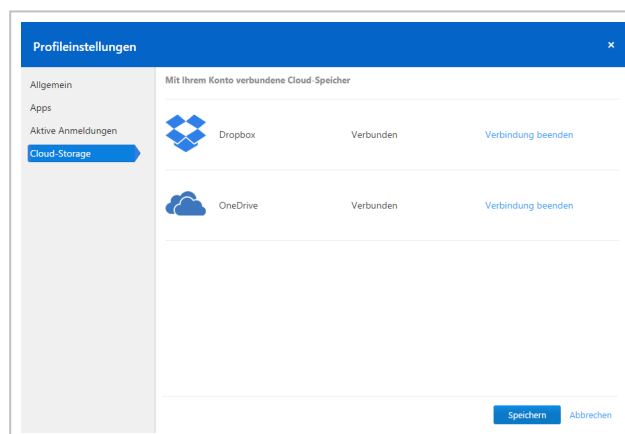 Profileinstellungen ×
Allgemein
Apps
Aktive Anmeldungen
Cloud-Storage
Mit Ihrem Konto verbundene Cloud-Speicher
Dropbox Verbunden Verbindung beenden
OneDrive Verbunden Verbindung beenden
Speichern Abbrechen